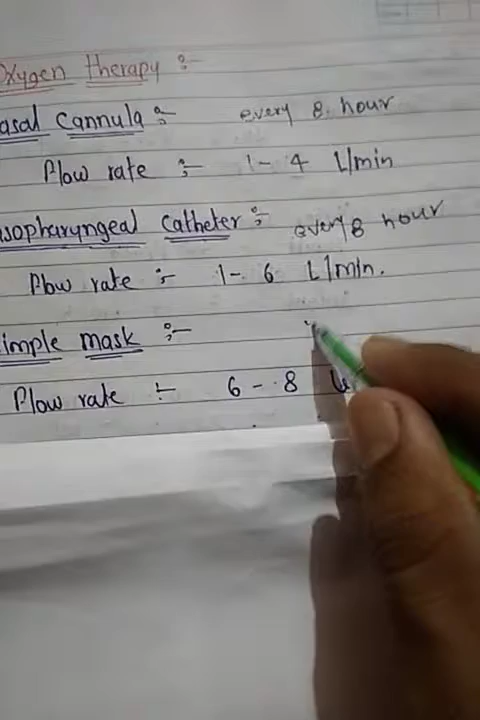 Oxygen therapy :-
asal Cannula :- every 8 hour
Flow rate :- 1 - 4 L/min
sopharyngeal Catheter :- every 8 hour
Flow rate :- 1 - 6 L/min.
imple mask :-
Flow rate :- 6 - 8